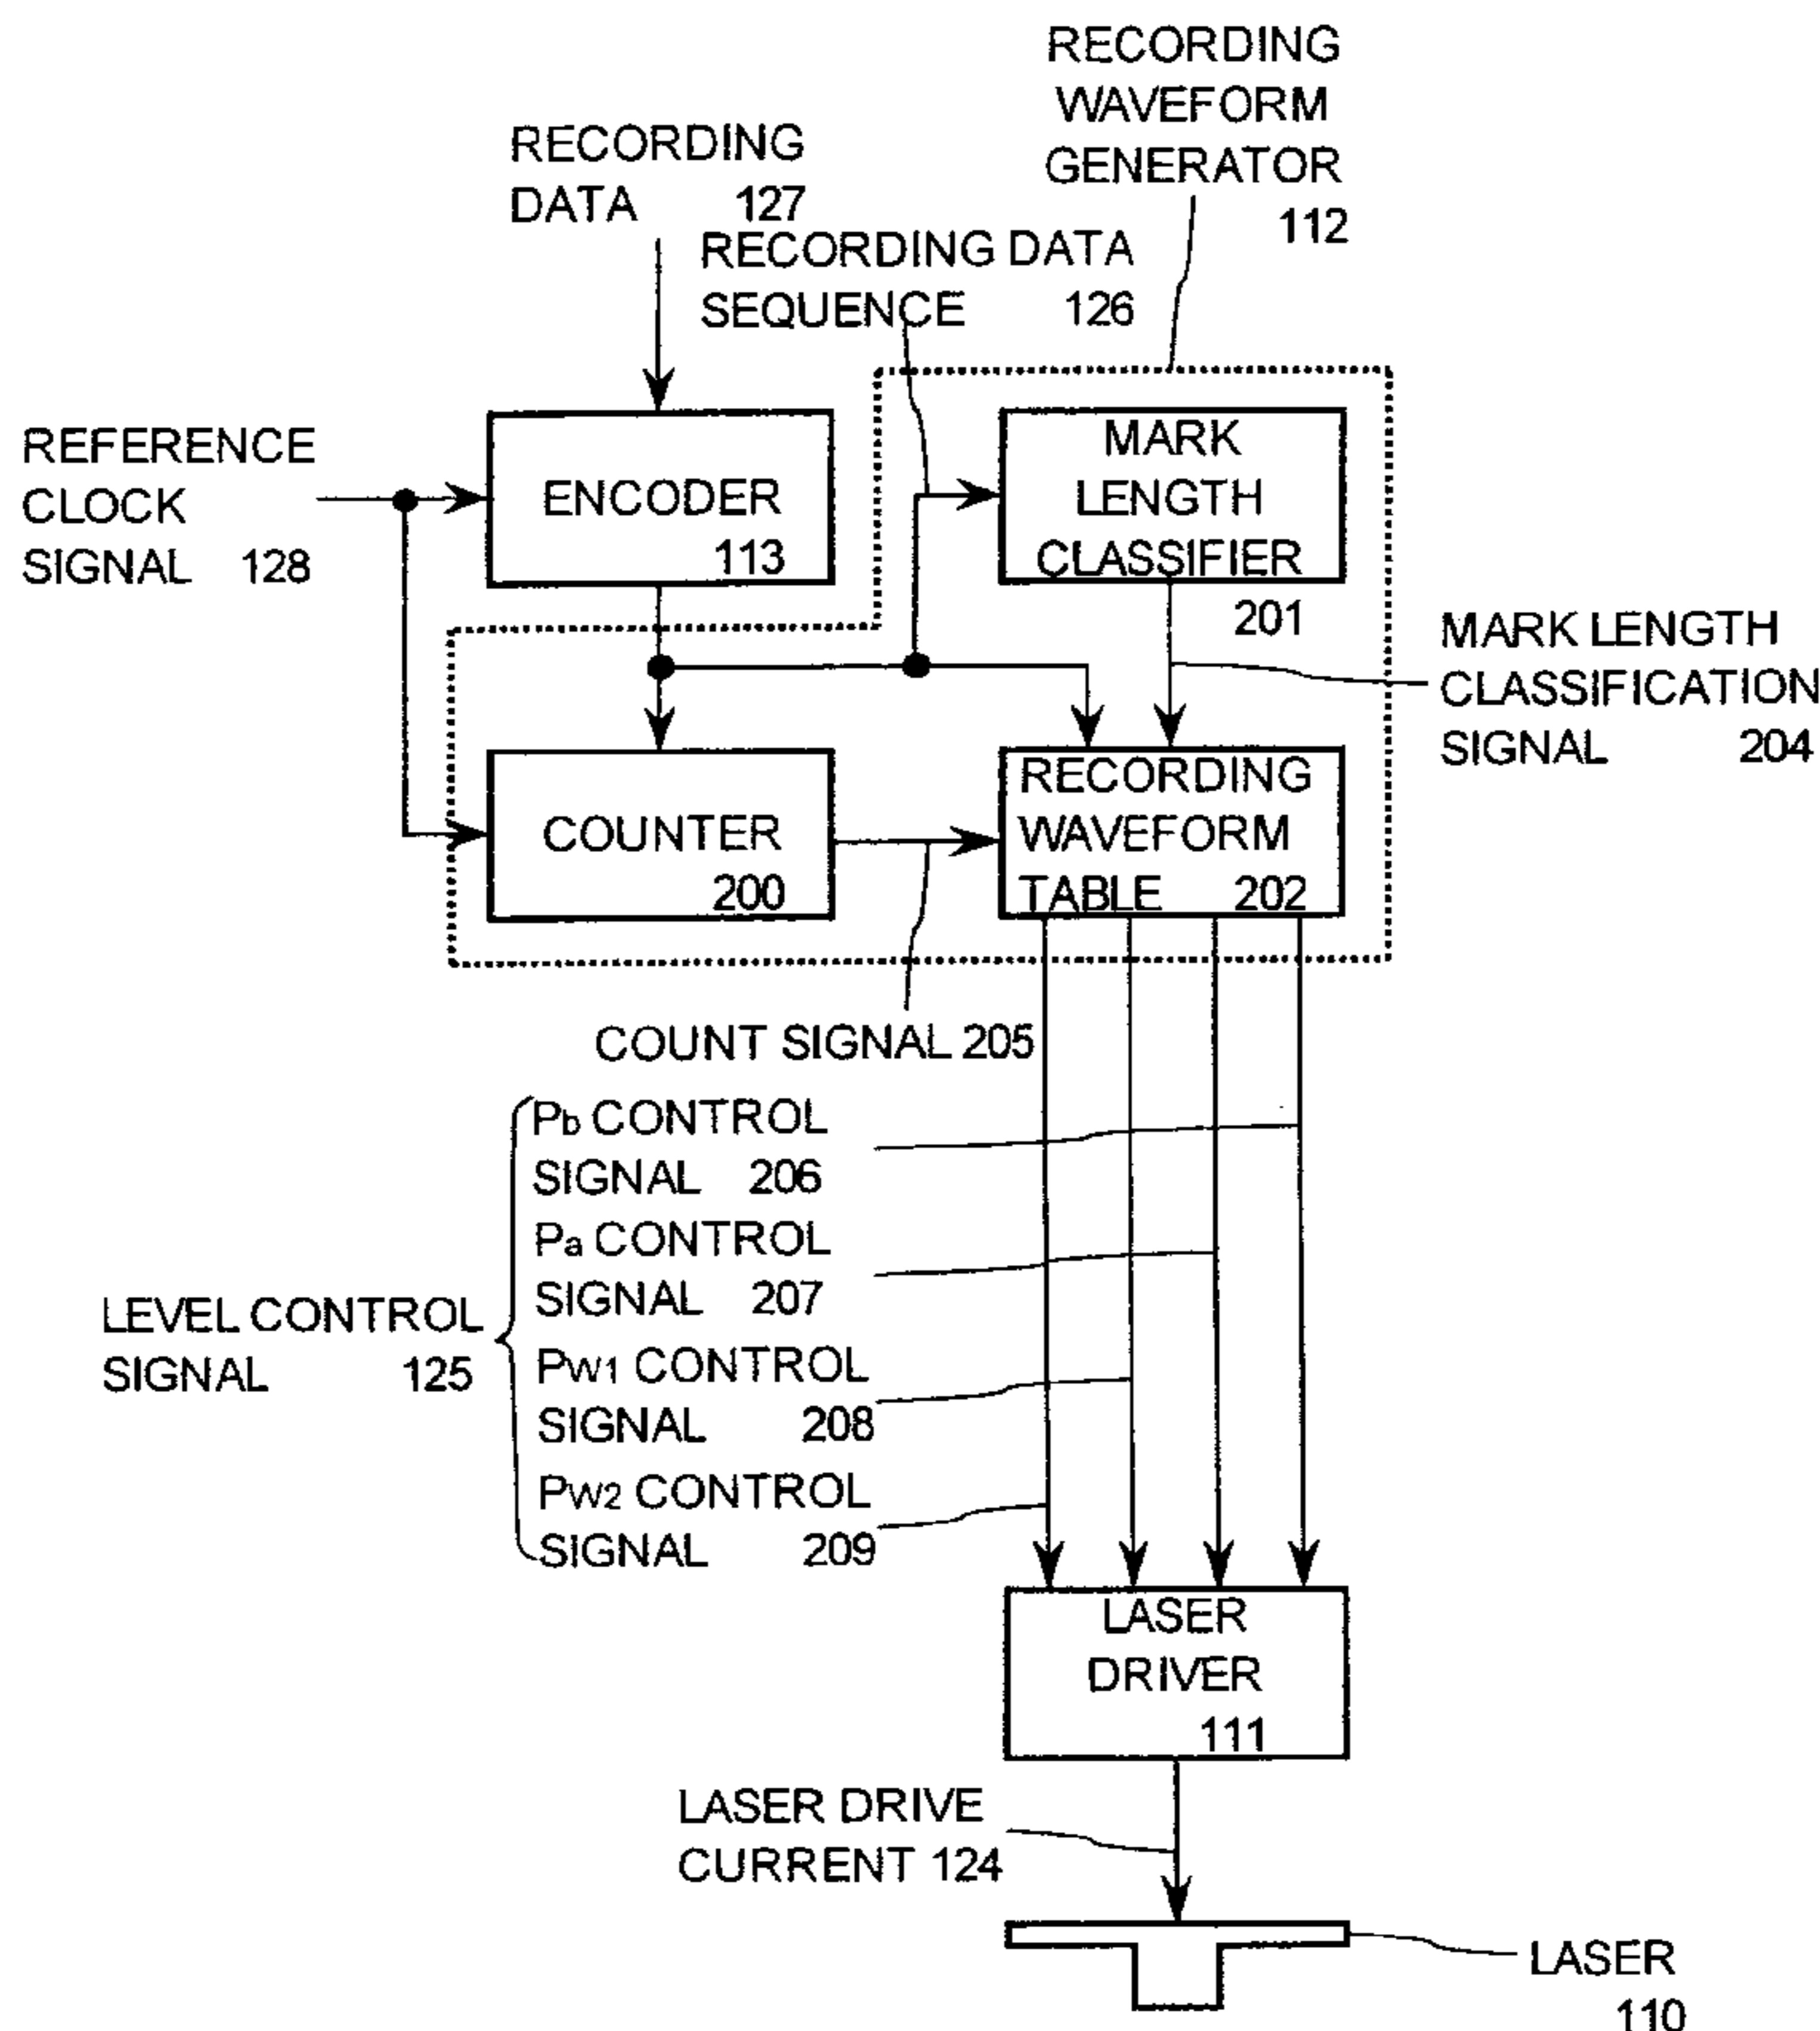 RECORDING
WAVEFORM
GENERATOR
112
RECORDING
DATA 127
RECORDING DATA
SEQUENCE 126
REFERENCE
CLOCK
SIGNAL 128
ENCODER
113
MARK
LENGTH
CLASSIFIER
201
MARK LENGTH
CLASSIFICATION
SIGNAL 204
COUNTER
200
RECORDING
WAVEFORM
TABLE 202
COUNT SIGNAL 205
LEVEL CONTROL
SIGNAL 125
Pb CONTROL
SIGNAL 206
Pa CONTROL
SIGNAL 207
PW1 CONTROL
SIGNAL 208
PW2 CONTROL
SIGNAL 209
LASER
DRIVER
111
LASER DRIVE
CURRENT 124
LASER
110